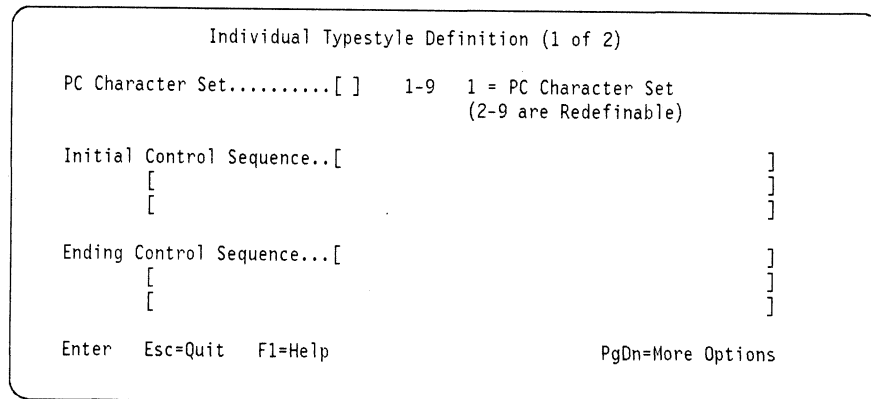 Individual Typestyle Definition (1 of 2)
PC Character Set..........[ ] 1-9 1 = PC Character Set
(2-9 are Redefinable)
Initial Control Sequence..[ ]
[ ]
[ ]
Ending Control Sequence...[ ]
[ ]
[ ]
Enter Esc=Quit F1=Help PgDn=More Options